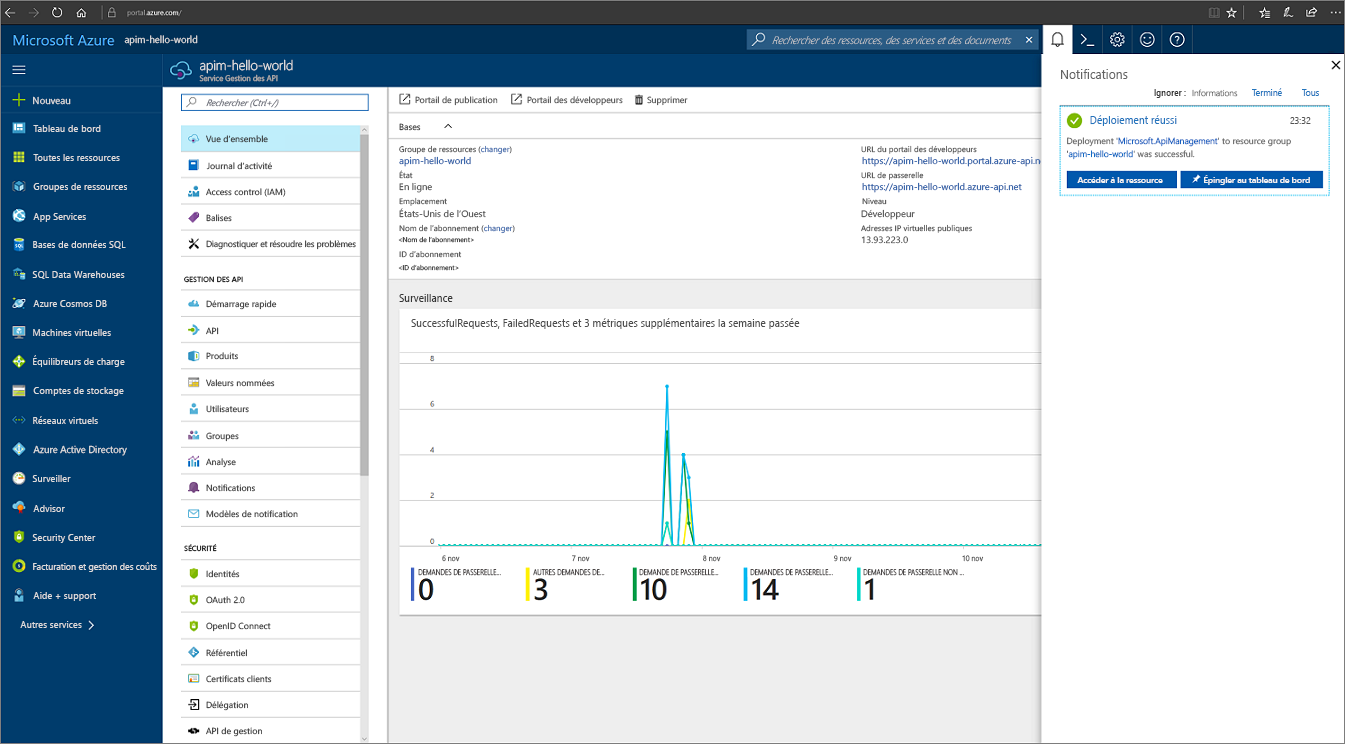 portal.azure.com/
Microsoft Azure apim-hello-world
Rechercher des ressources, des services et des documents
apim-hello-world
Service Gestion des API
Nouveau
Tableau de bord
Toutes les ressources
Groupes de ressources
App Services
Bases de données SQL
SQL Data Warehouses
Azure Cosmos DB
Machines virtuelles
Équilibreurs de charge
Comptes de stockage
Réseaux virtuels
Azure Active Directory
Surveiller
Advisor
Security Center
Facturation et gestion des coûts
Aide + support
Autres services
Rechercher (Ctrl+/)
Vue d'ensemble
Journal d'activité
Access control (IAM)
Balises
Diagnostiquer et résoudre les problèmes
GESTION DES API
Démarrage rapide
API
Produits
Valeurs nommées
Utilisateurs
Groupes
Analyse
Notifications
Modèles de notification
SÉCURITÉ
Identités
OAuth 2.0
OpenID Connect
Référentiel
Certificats clients
Délégation
API de gestion
Portail de publication Portail des développeurs Supprimer
Bases
Groupe de ressources (changer)
apim-hello-world
État
En ligne
Emplacement
États-Unis de l'Ouest
Nom de l'abonnement (changer)
<Nom de l'abonnement>
ID d'abonnement
<ID d'abonnement>
URL du portail des développeurs
https://apim-hello-world.portal.azure-api.n
URL de passerelle
https://apim-hello-world.azure-api.net
Niveau
Développeur
Adresses IP virtuelles publiques
13.93.223.0
Surveillance
SuccessfulRequests, FailedRequests et 3 métriques supplémentaires la semaine passée
8
6
4
2
0
6 nov 7 nov 8 nov 9 nov 10 nov
DEMANDES DE PASSERELLE... AUTRES DEMANDES DE... DEMANDE DE PASSERELLE... DEMANDES DE PASSERELLE... DEMANDES DE PASSERELLE NON ...
0 3 10 14 1
Notifications
Ignorer : Informations Terminé Tous
Déploiement réussi 23:32
Deployment 'Microsoft.ApiManagement' to resource group
'apim-hello-world' was successful.
Accéder à la ressource Épingler au tableau de bord